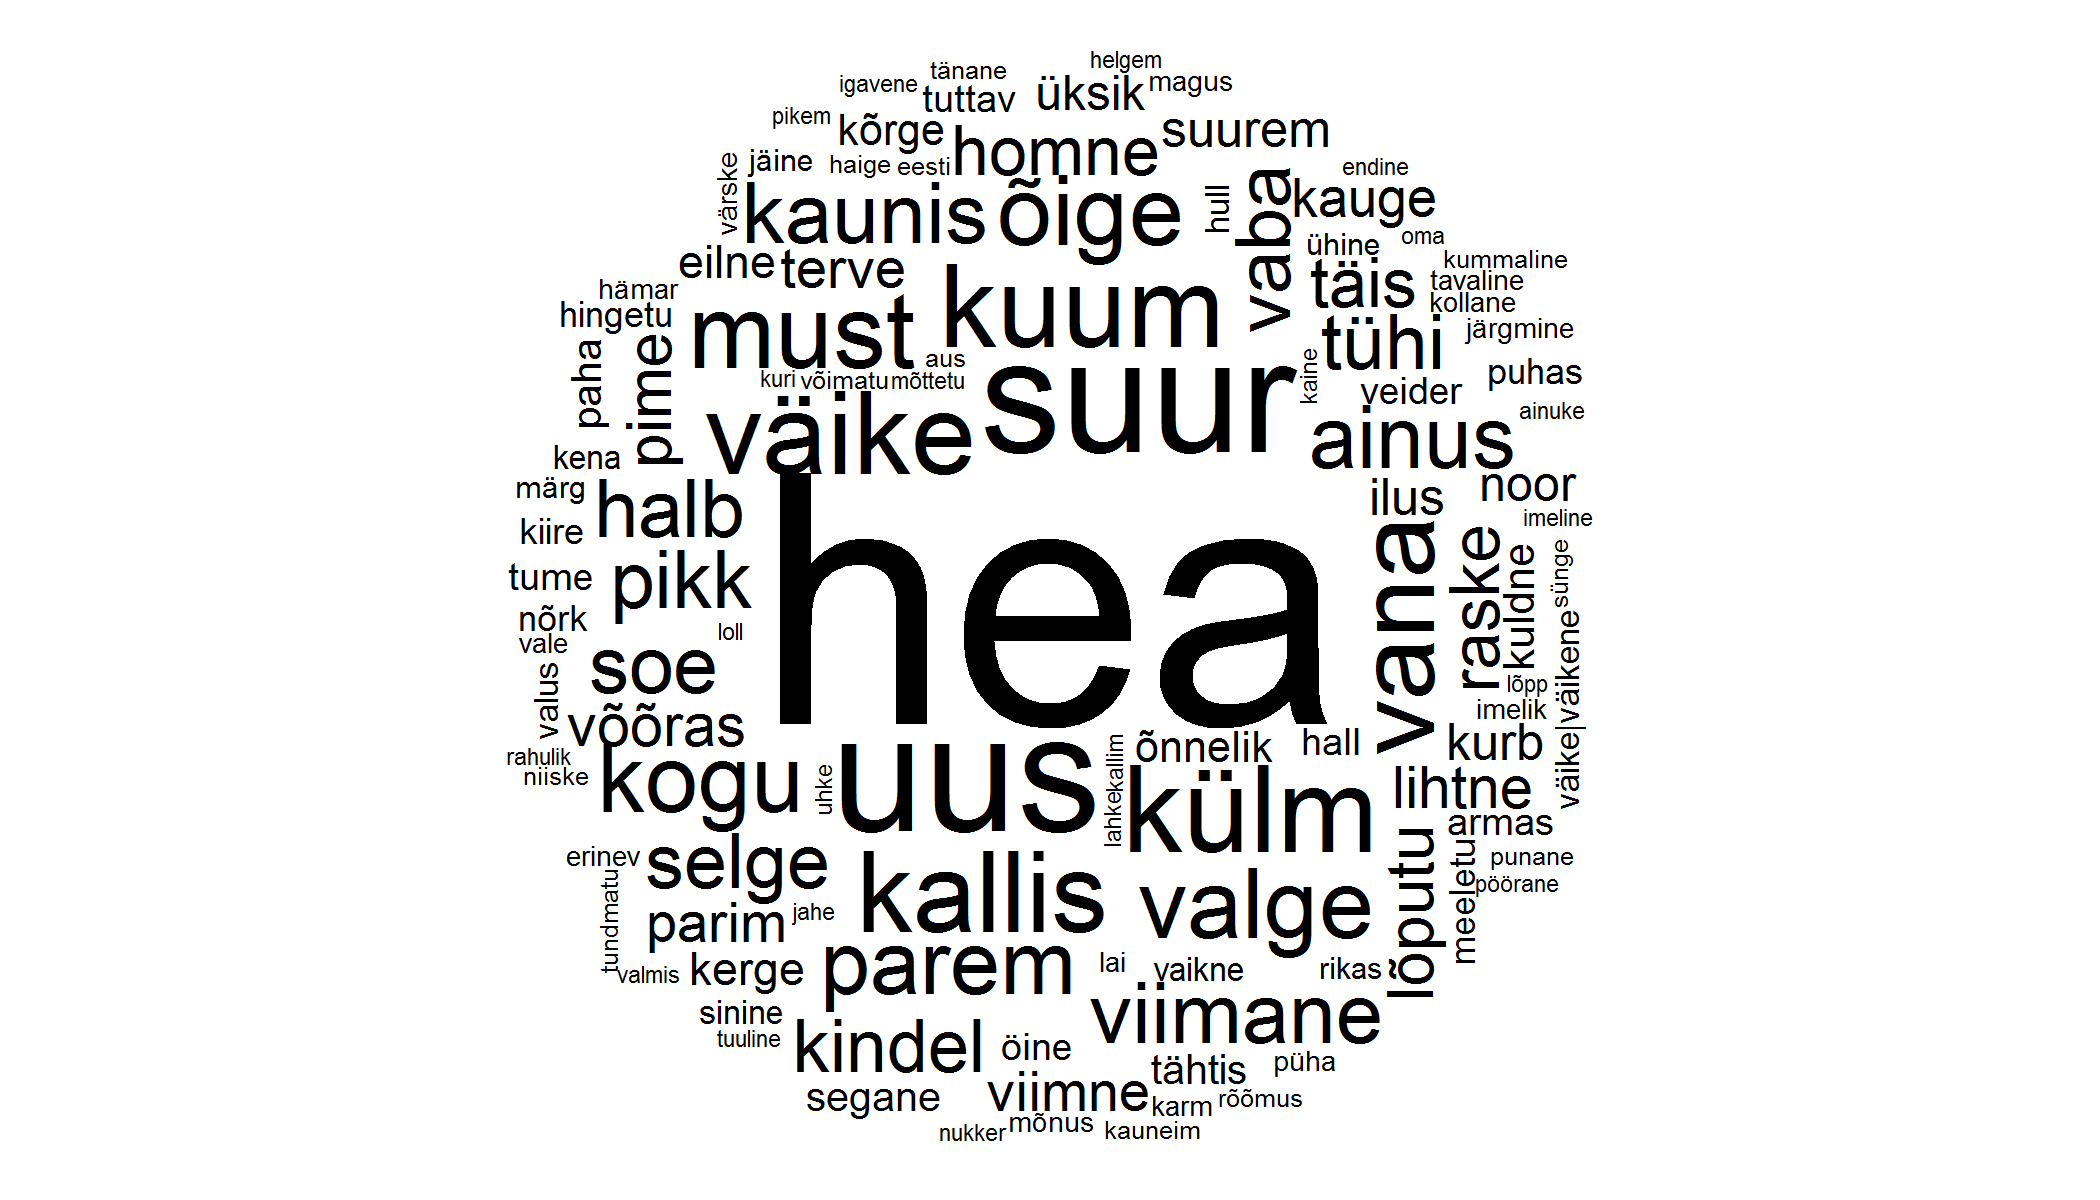 helgem
tänane
igavene
magus
tuttav
üksik
pikem
kõrge
suurem
homne
jäine
haige
eesti
värske
endine
kaunis
õige
hull
vaba
kauge
oma
ühine
eilne
terve
kummaline
täis
tavaline
hämar
kollane
hingetu
must
kuum
tühi
järgmine
paha
pime
aus
kuri
võimatu
mõttetu
kaine
puhas
veider
ainuke
väike
suur
ainus
kena
märg
halb
hea
ilus
noor
imeline
kiire
pikk
vana
raske
kuldne
sünge
tume
nõrk
loll
vale
soe
valus
lõpp
väike|väikene
imelik
võõras
õnnelik
hall
kurb
rahulik
niiske
kogu
uhke
uus
kallim
lahke
külm
lihtne
armas
erinev
selge
kallis
valge
lõputu
meeletu
punane
pöörane
tundmatu
parim
jahe
valmis
kerge
parem
lai
vaikne
rikas
sinine
viimane
tuuline
kindel
öine
tähtis
püha
segane
viimne
karm
rõõmus
nukker
mõnus
kauneim